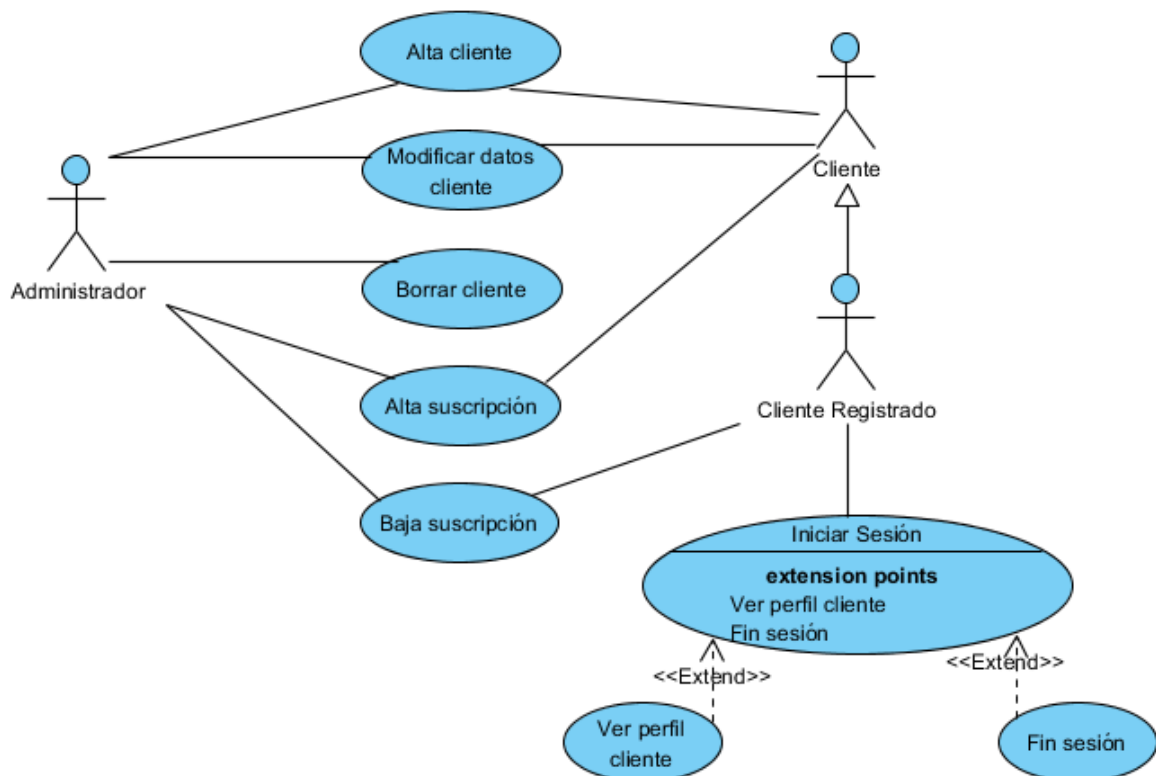 Alta cliente
Modificar datos
cliente
Cliente
Administrador
Borrar cliente
Alta suscripción
Cliente Registrado
Baja suscripción
Iniciar Sesión
extension points
Ver perfil cliente
Fin sesión
<<Extend>>
<<Extend>>
Ver perfil
cliente
Fin sesión